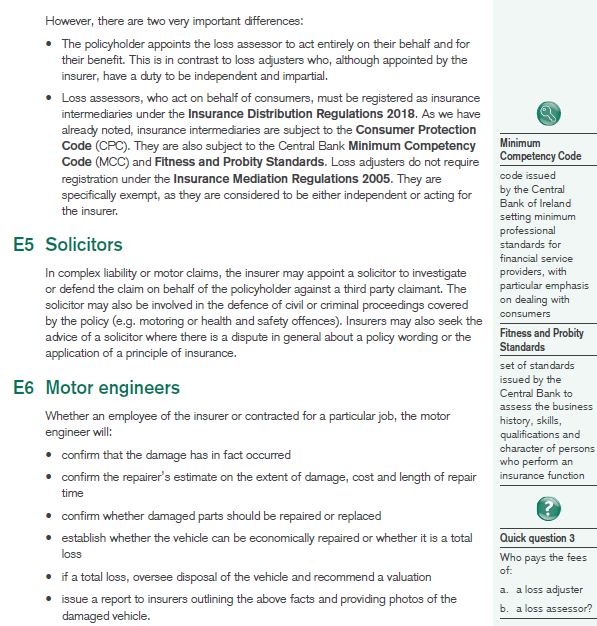 However, there are two very important differences:
• The policyholder appoints the loss assessor to act entirely on their behalf and for
their benefit. This is in contrast to loss adjusters who, although appointed by the
insurer, have a duty to be independent and impartial.
• Loss assessors, who act on behalf of consumers, must be registered as insurance
intermediaries under the Insurance Distribution Regulations 2018. As we have
already noted, insurance intermediaries are subject to the Consumer Protection
Code (CPC). They are also subject to the Central Bank Minimum Competency
Code (MCC) and Fitness and Probity Standards. Loss adjusters do not require
registration under the Insurance Mediation Regulations 2005. They are
specifically exempt, as they are considered to be either independent or acting for
the insurer.
E5 Solicitors
In complex liability or motor claims, the insurer may appoint a solicitor to investigate
or defend the claim on behalf of the policyholder against a third party claimant. The
solicitor may also be involved in the defence of civil or criminal proceedings covered
by the policy (e.g. motoring or health and safety offences). Insurers may also seek the
advice of a solicitor where there is a dispute in general about a policy wording or the
application of a principle of insurance.
E6 Motor engineers
Whether an employee of the insurer or contracted for a particular job, the motor
engineer will:
• confirm that the damage has in fact occurred
• confirm the repairer's estimate on the extent of damage, cost and length of repair
time
• confirm whether damaged parts should be repaired or replaced
• establish whether the vehicle can be economically repaired or whether it is a total
loss
• if a total loss, oversee disposal of the vehicle and recommend a valuation
• issue a report to insurers outlining the above facts and providing photos of the
damaged vehicle.
Minimum
Competency Code
code issued
by the Central
Bank of Ireland
setting minimum
professional
standards for
financial service
providers, with
particular emphasis
on dealing with
consumers
Fitness and Probity
Standards
set of standards
issued by the
Central Bank to
assess the business
history, skills,
qualifications and
character of persons
who perform an
insurance function
?
Quick question 3
Who pays the fees
of:
a. a loss adjuster
b. a loss assessor?